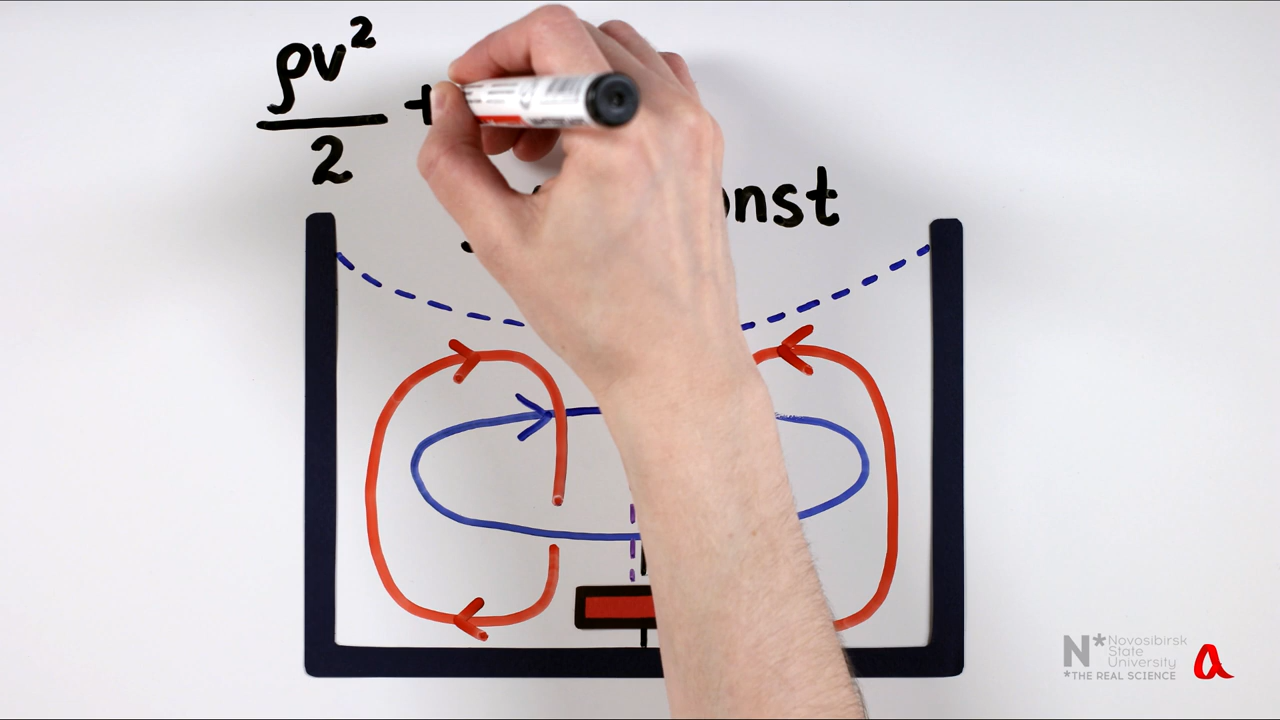 ρv² / 2 +
onst
N* Novosibirsk
State
University
*THE REAL SCIENCE
a